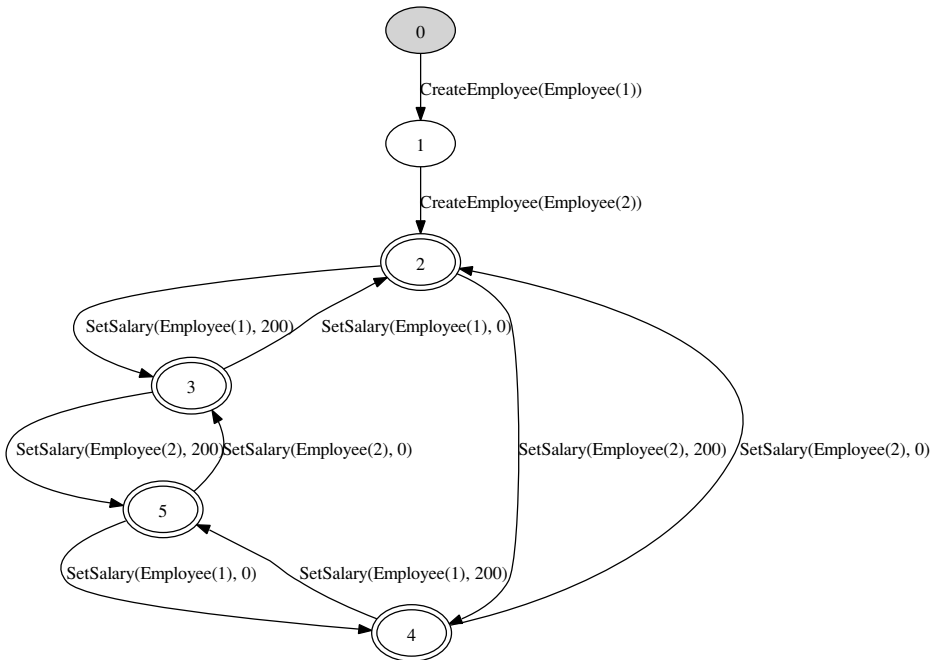 0
CreateEmployee(Employee(1))
1
CreateEmployee(Employee(2))
2
SetSalary(Employee(1), 200)
SetSalary(Employee(1), 0)
3
SetSalary(Employee(2), 200)
SetSalary(Employee(2), 0)
SetSalary(Employee(2), 200)
SetSalary(Employee(2), 0)
5
SetSalary(Employee(1), 0)
SetSalary(Employee(1), 200)
4